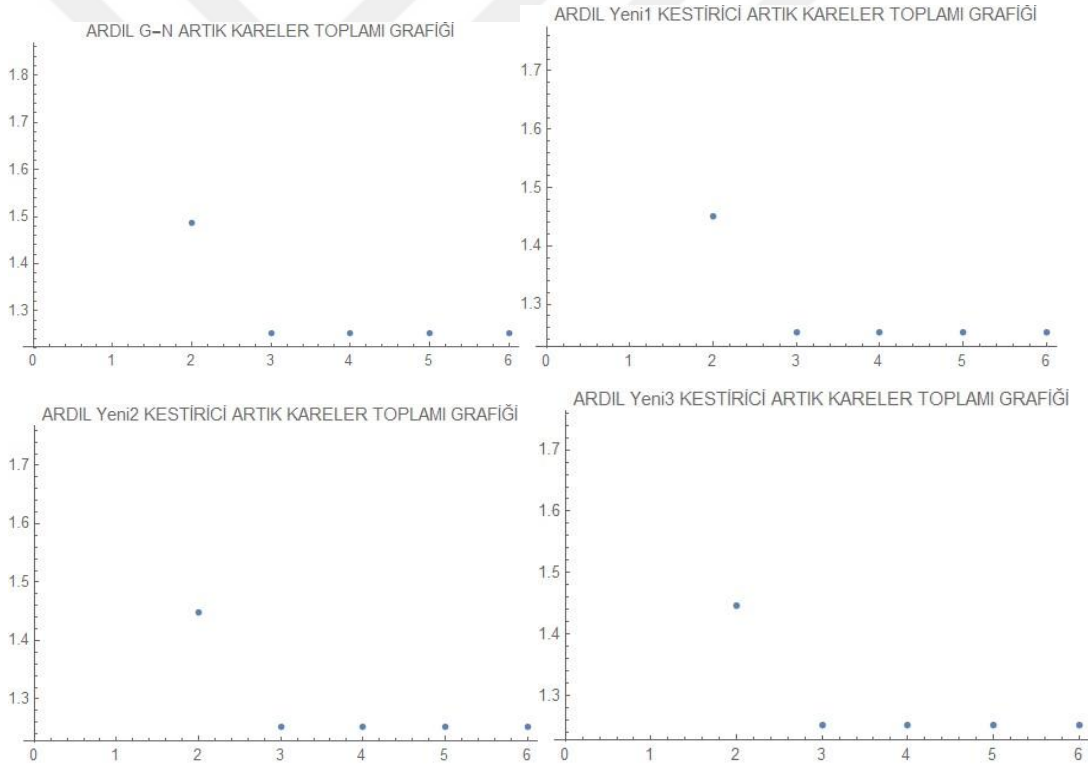 ARDIL G–N ARTIK KARELER TOPLAMI GRAFİĞİ
1.8
1.7
1.6
1.5
1.4
1.3
0 1 2 3 4 5 6
ARDIL Yeni1 KESTİRİCİ ARTIK KARELER TOPLAMI GRAFİĞİ
1.7
1.6
1.5
1.4
1.3
0 1 2 3 4 5 6
ARDIL Yeni2 KESTİRİCİ ARTIK KARELER TOPLAMI GRAFİĞİ
1.7
1.6
1.5
1.4
1.3
0 1 2 3 4 5 6
ARDIL Yeni3 KESTİRİCİ ARTIK KARELER TOPLAMI GRAFİĞİ
1.7
1.6
1.5
1.4
1.3
0 1 2 3 4 5 6